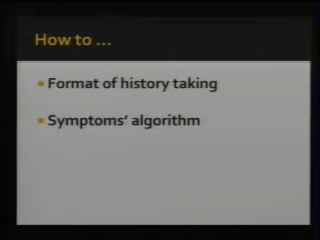 How to ...
Format of history taking
Symptoms' algorithm